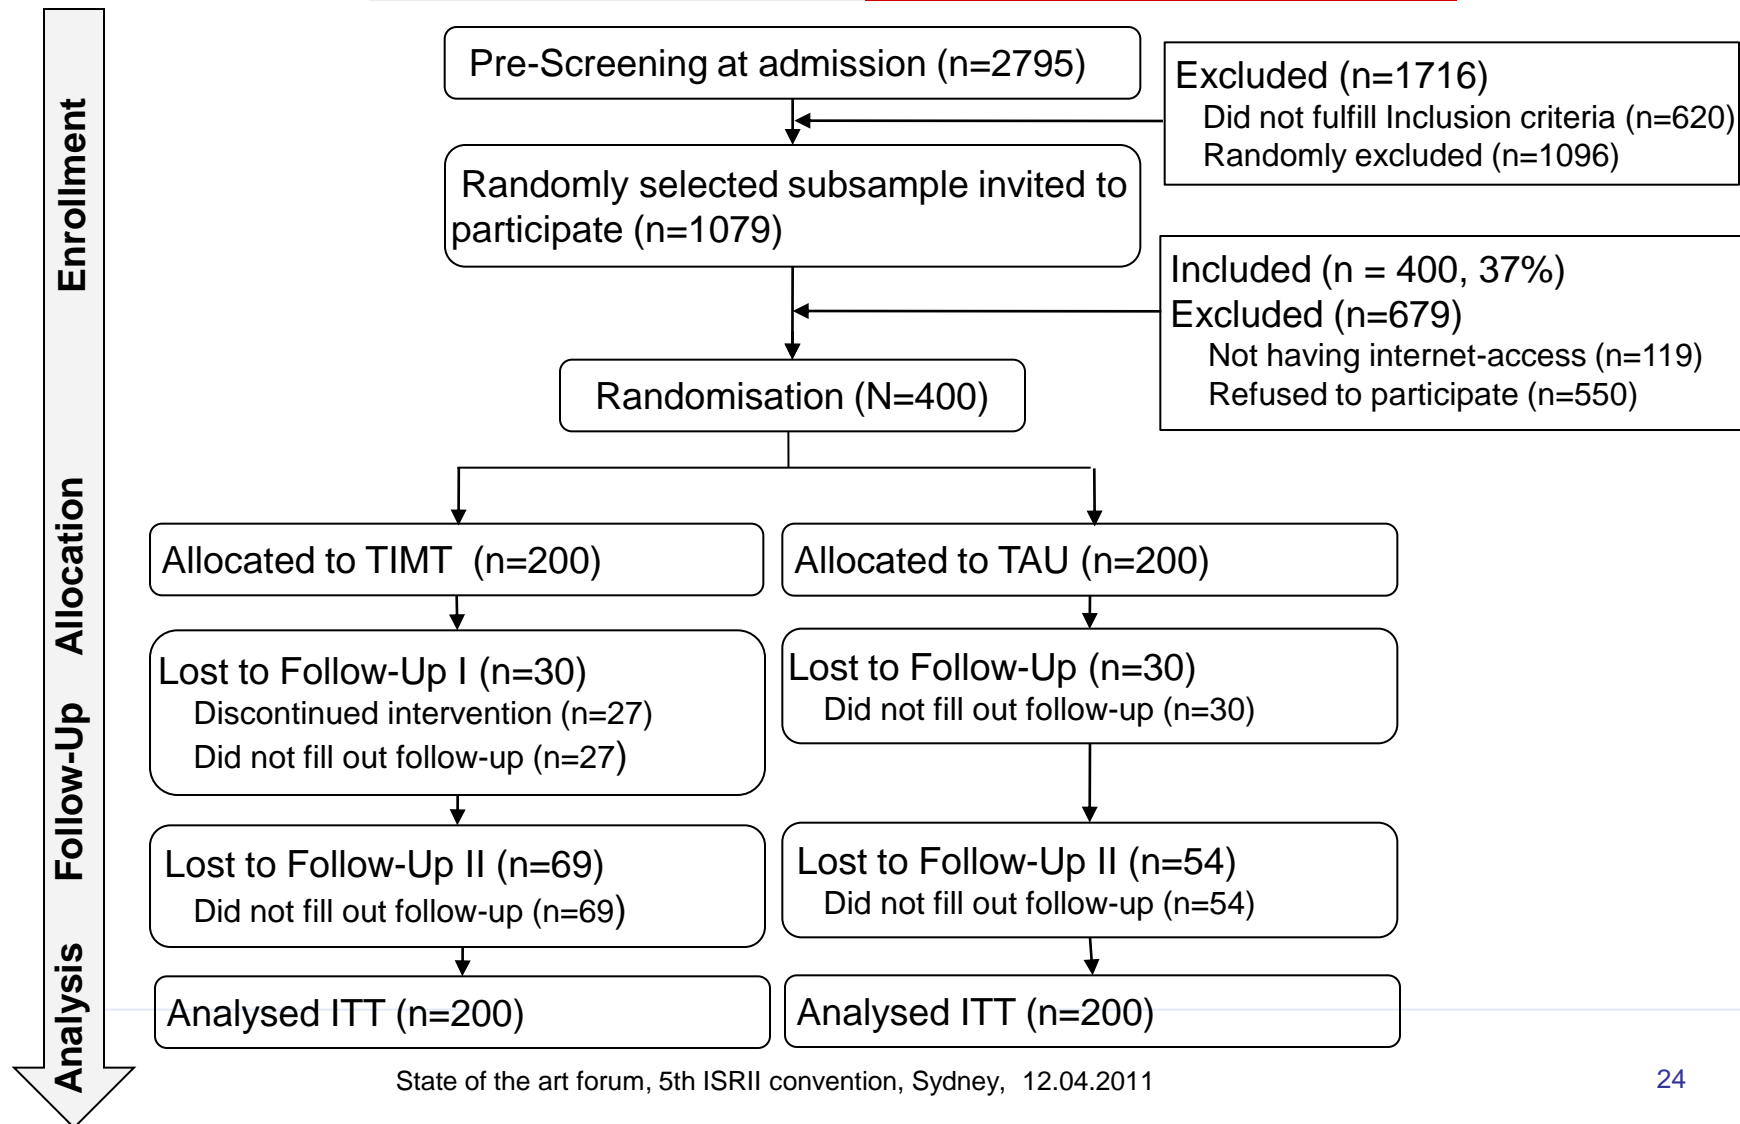 Enrollment
Allocation
Follow-Up
Analysis
Pre-Screening at admission (n=2795)
Excluded (n=1716)
Did not fulfill Inclusion criteria (n=620)
Randomly excluded (n=1096)
Randomly selected subsample invited to
participate (n=1079)
Included (n = 400, 37%)
Excluded (n=679)
Not having internet-access (n=119)
Refused to participate (n=550)
Randomisation (N=400)
Allocated to TIMT (n=200)
Allocated to TAU (n=200)
Lost to Follow-Up I (n=30)
Discontinued intervention (n=27)
Did not fill out follow-up (n=27)
Lost to Follow-Up (n=30)
Did not fill out follow-up (n=30)
Lost to Follow-Up II (n=69)
Did not fill out follow-up (n=69)
Lost to Follow-Up II (n=54)
Did not fill out follow-up (n=54)
Analysed ITT (n=200)
Analysed ITT (n=200)
State of the art forum, 5th ISRII convention, Sydney, 12.04.2011
24